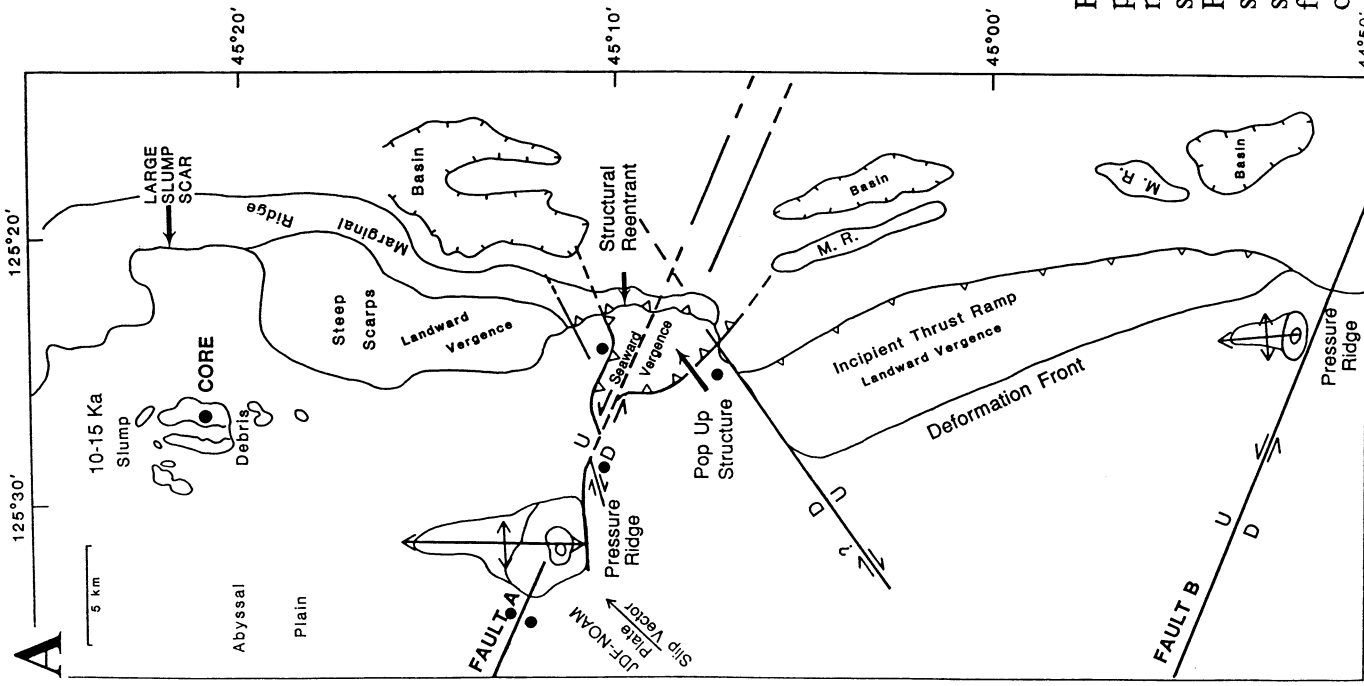 A
125°30'
125°20'
45°20'
45°10'
45°00'
44°50'
5 km
10-15 Ka
Slump
Debris
CORE
LARGE
SLUMP
SCAR
Abyssal
Plain
Steep
Scarps
Landward
Vergence
Marginal
Ridge
Basin
Structural
Reentrant
Seaward
Vergence
U
D
Pressure
Ridge
FAULT A
JDF-NOAM
Plate
Slip Vector
Pop Up
Structure
Basin
M. R.
Incipient Thrust Ramp
Landward Vergence
Deformation Front
D
U
?
M. R.
Basin
U
D
Pressure
Ridge
FAULT B